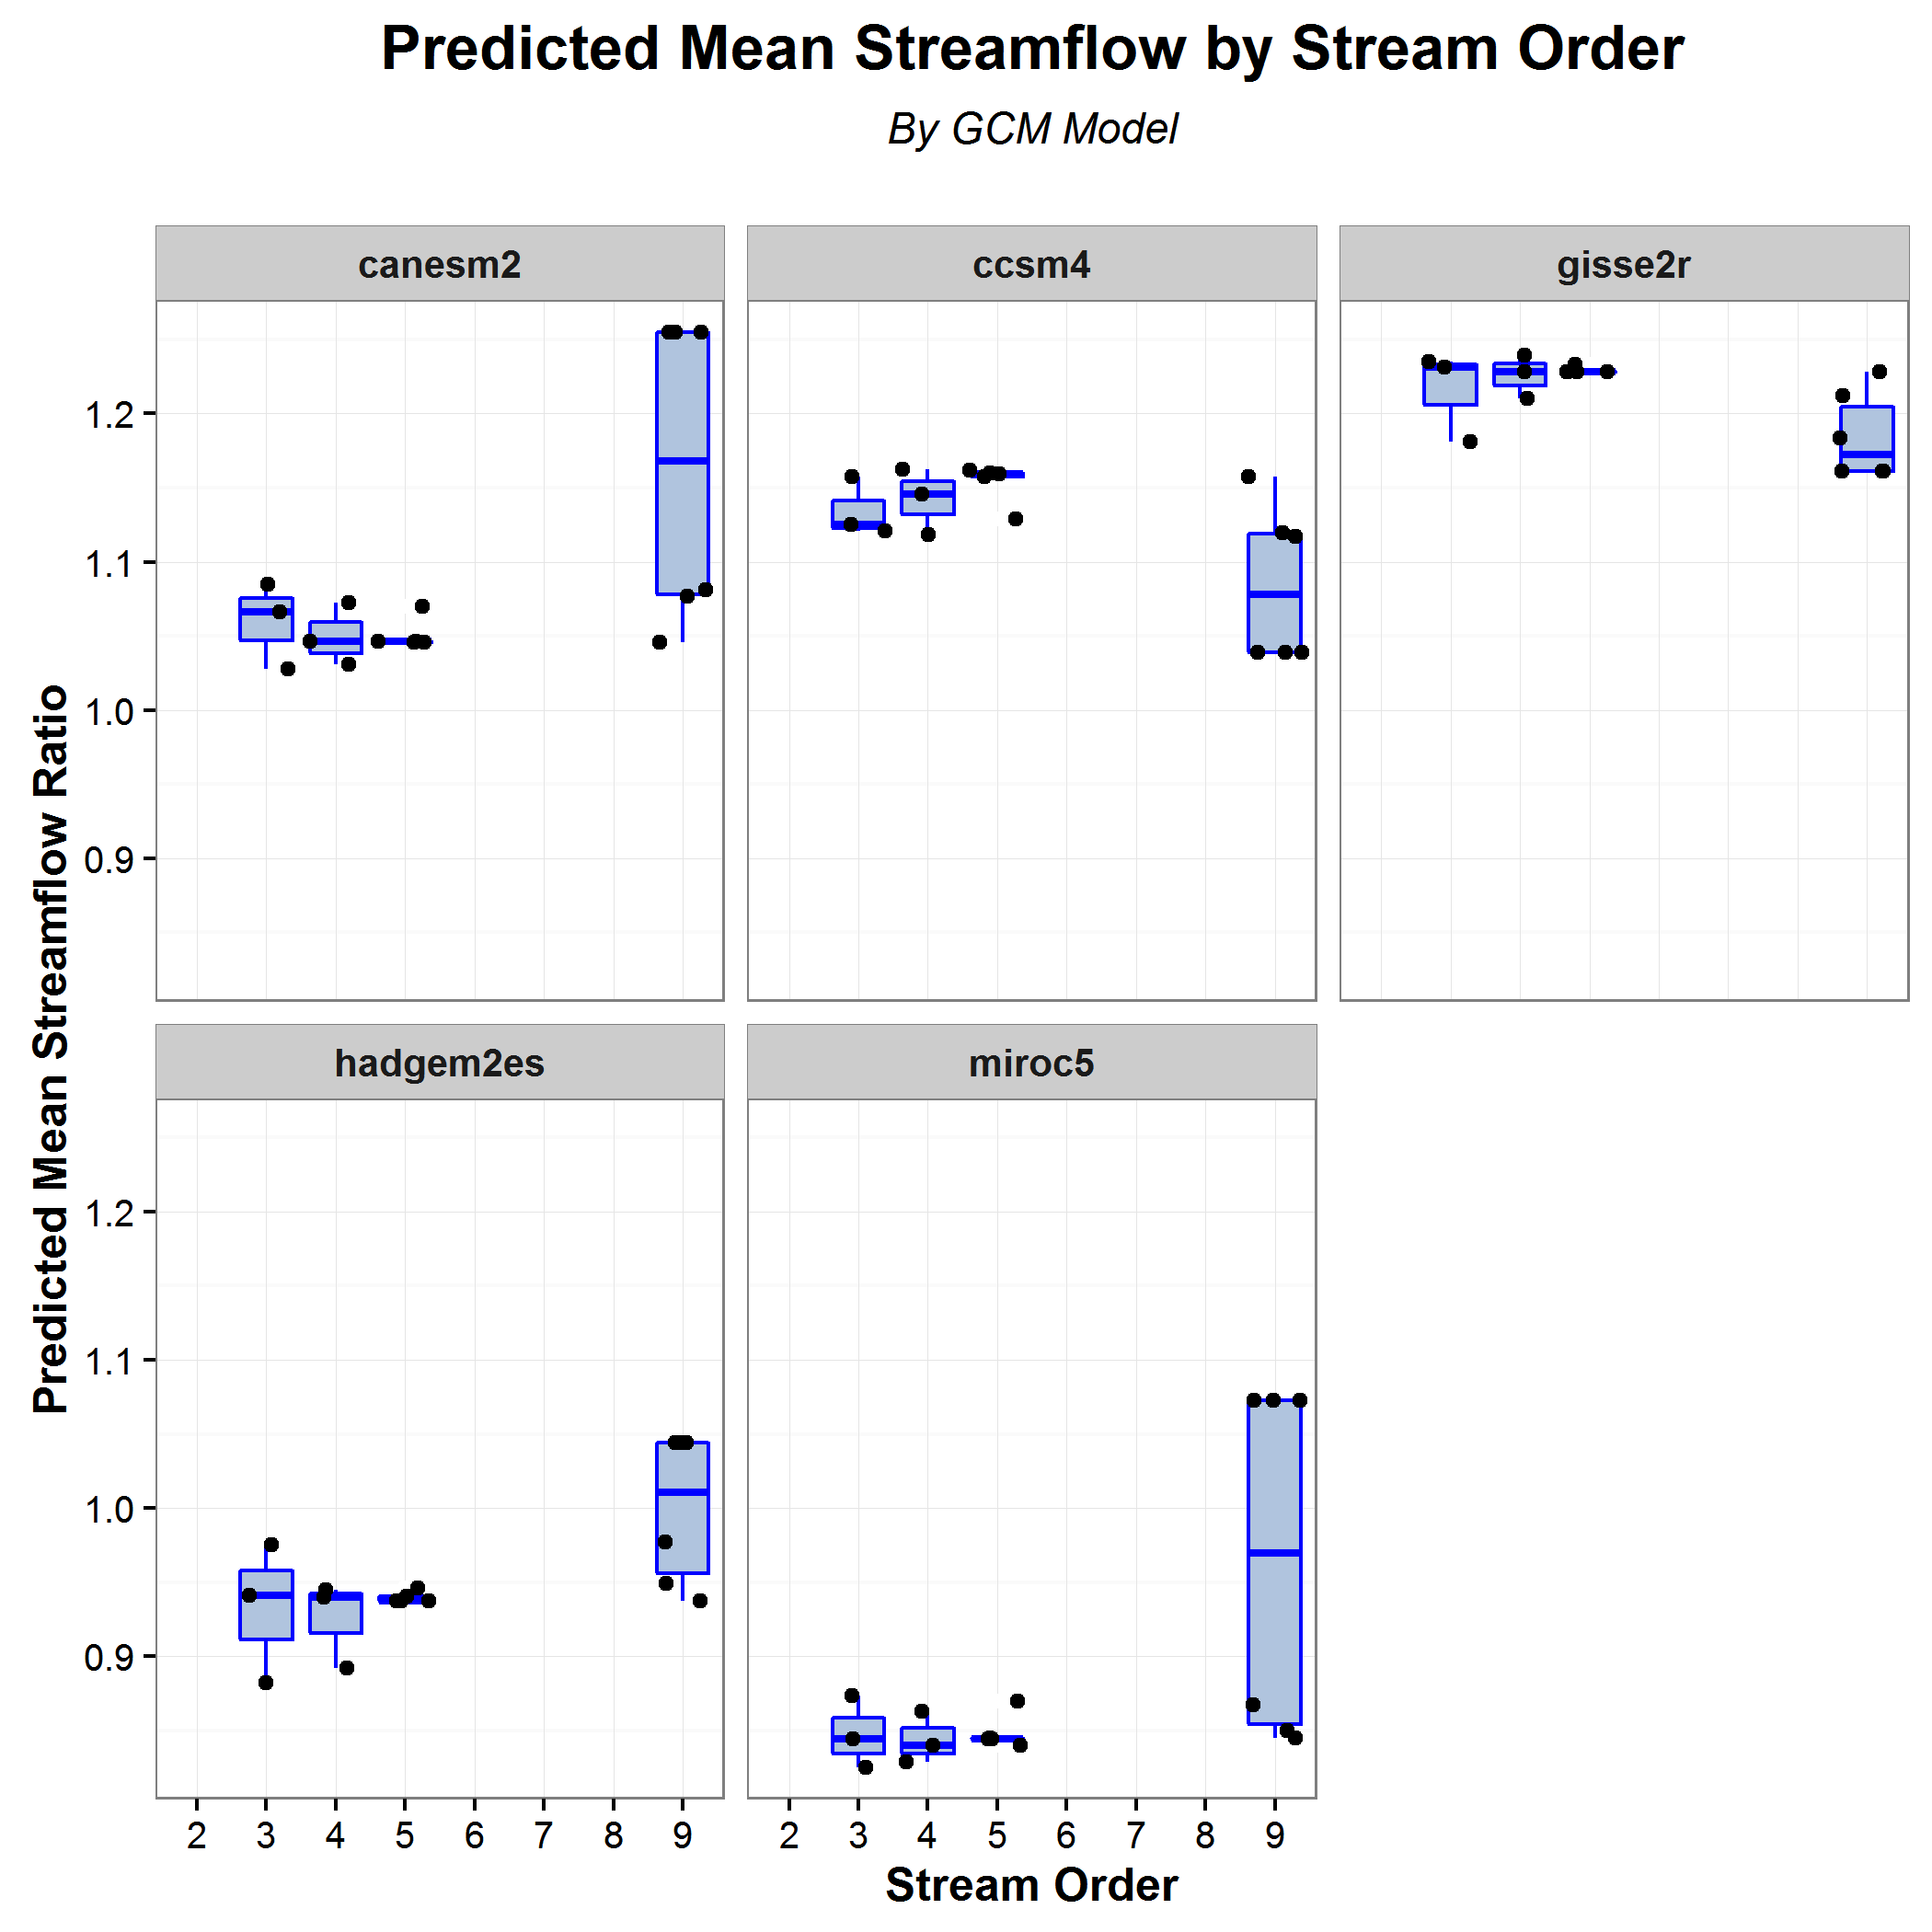 Predicted Mean Streamflow by Stream Order
By GCM Model
canesm2
ccsm4
gisse2r
1.2
1.1
1.0
0.9
Predicted Mean Streamflow Ratio
hadgem2es
miroc5
1.2
1.1
1.0
0.9
2 3 4 5 6 7 8 9
2 3 4 5 6 7 8 9
Stream Order